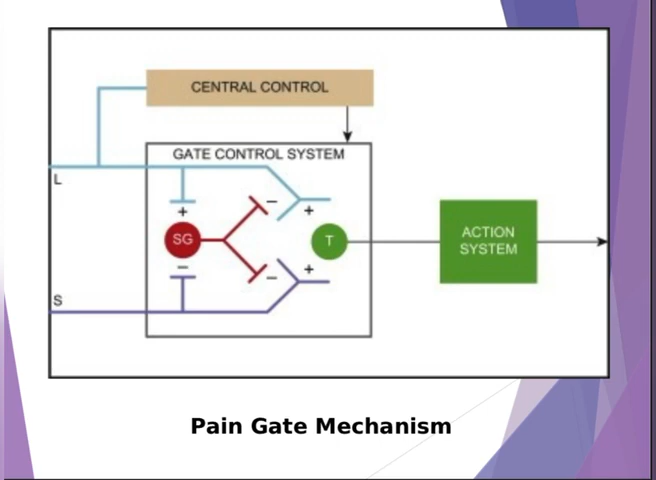 CENTRAL CONTROL
GATE CONTROL SYSTEM
L
+
−
+
SG
T
ACTION
SYSTEM
−
−
+
S
Pain Gate Mechanism